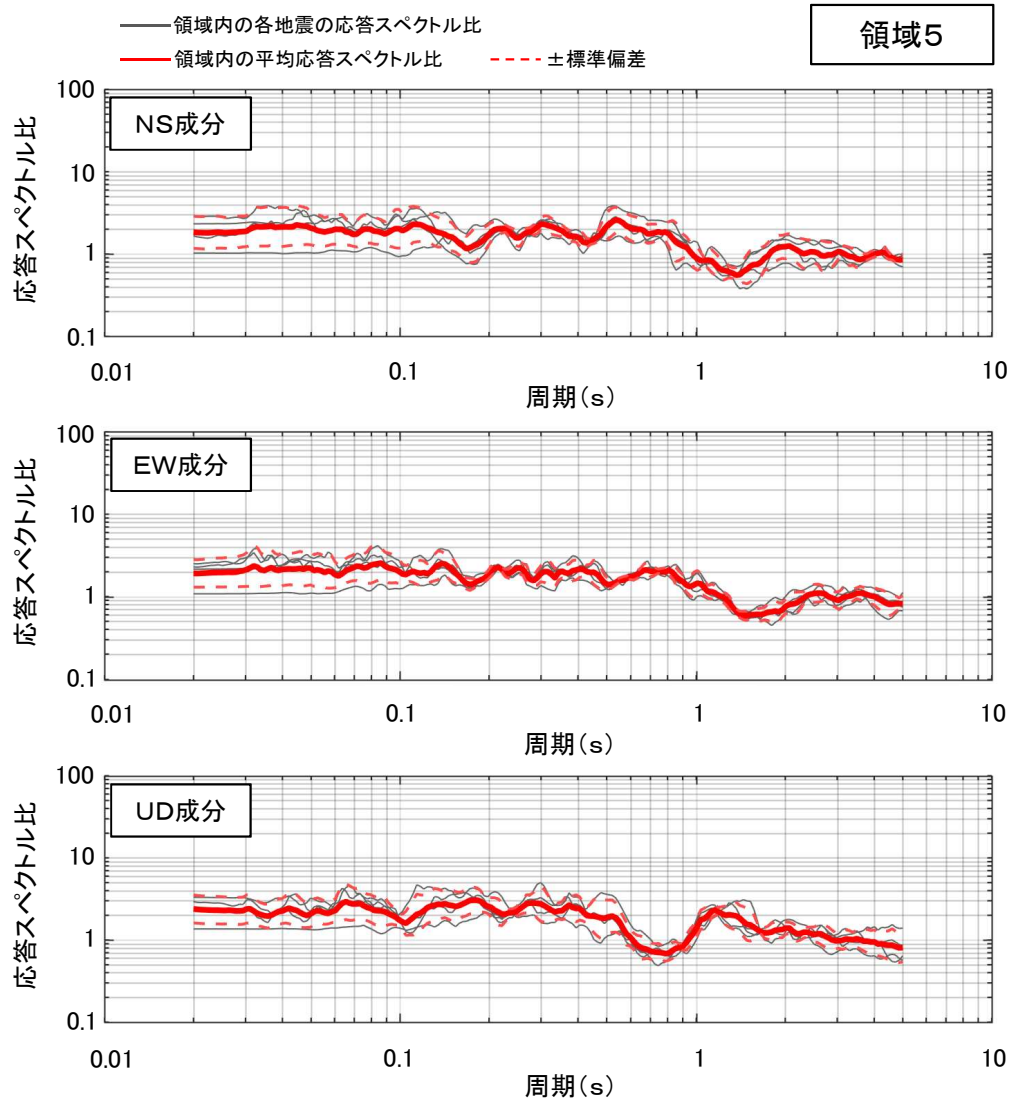 領域内の各地震の応答スペクトル比
領域5
領域内の平均応答スペクトル比 ±標準偏差
NS成分
応答スペクトル比
100
10
1
0.1
0.01 0.1 1 10
周期(s)
EW成分
応答スペクトル比
100
10
1
0.1
0.01 0.1 1 10
周期(s)
UD成分
応答スペクトル比
100
10
1
0.1
0.01 0.1 1 10
周期(s)